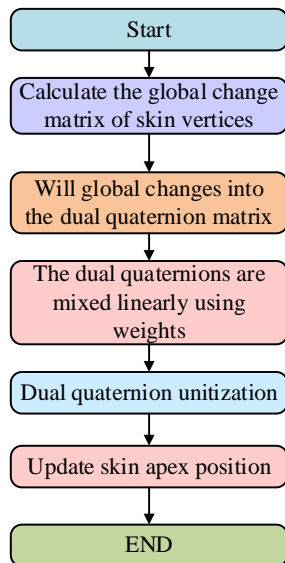 Start
Calculate the global change
matrix of skin vertices
Will global changes into
the dual quaternion matrix
The dual quaternions are
mixed linearly using
weights
Dual quaternion unitization
Update skin apex position
END